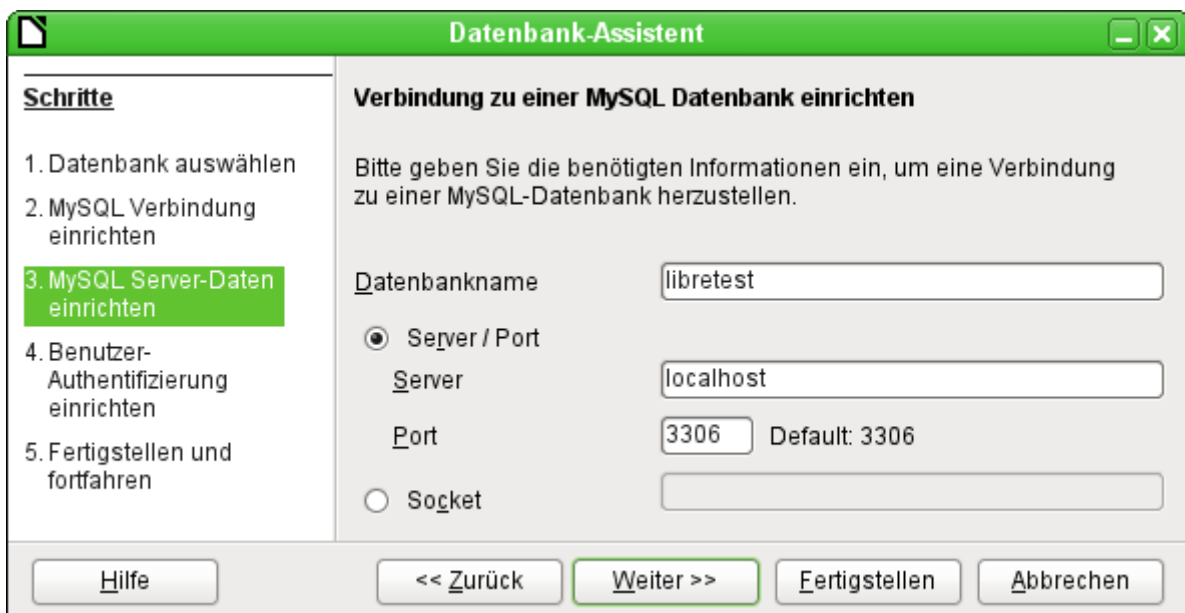 Datenbank-Assistent
Schritte
1. Datenbank auswählen
2. MySQL Verbindung
einrichten
3. MySQL Server-Daten
einrichten
4. Benutzer-
Authentifizierung
einrichten
5. Fertigstellen und
fortfahren
Verbindung zu einer MySQL Datenbank einrichten
Bitte geben Sie die benötigten Informationen ein, um eine Verbindung
zu einer MySQL-Datenbank herzustellen.
Datenbankname libretest
Server / Port
Server localhost
Port 3306 Default: 3306
Socket
Hilfe << Zurück Weiter >> Fertigstellen Abbrechen